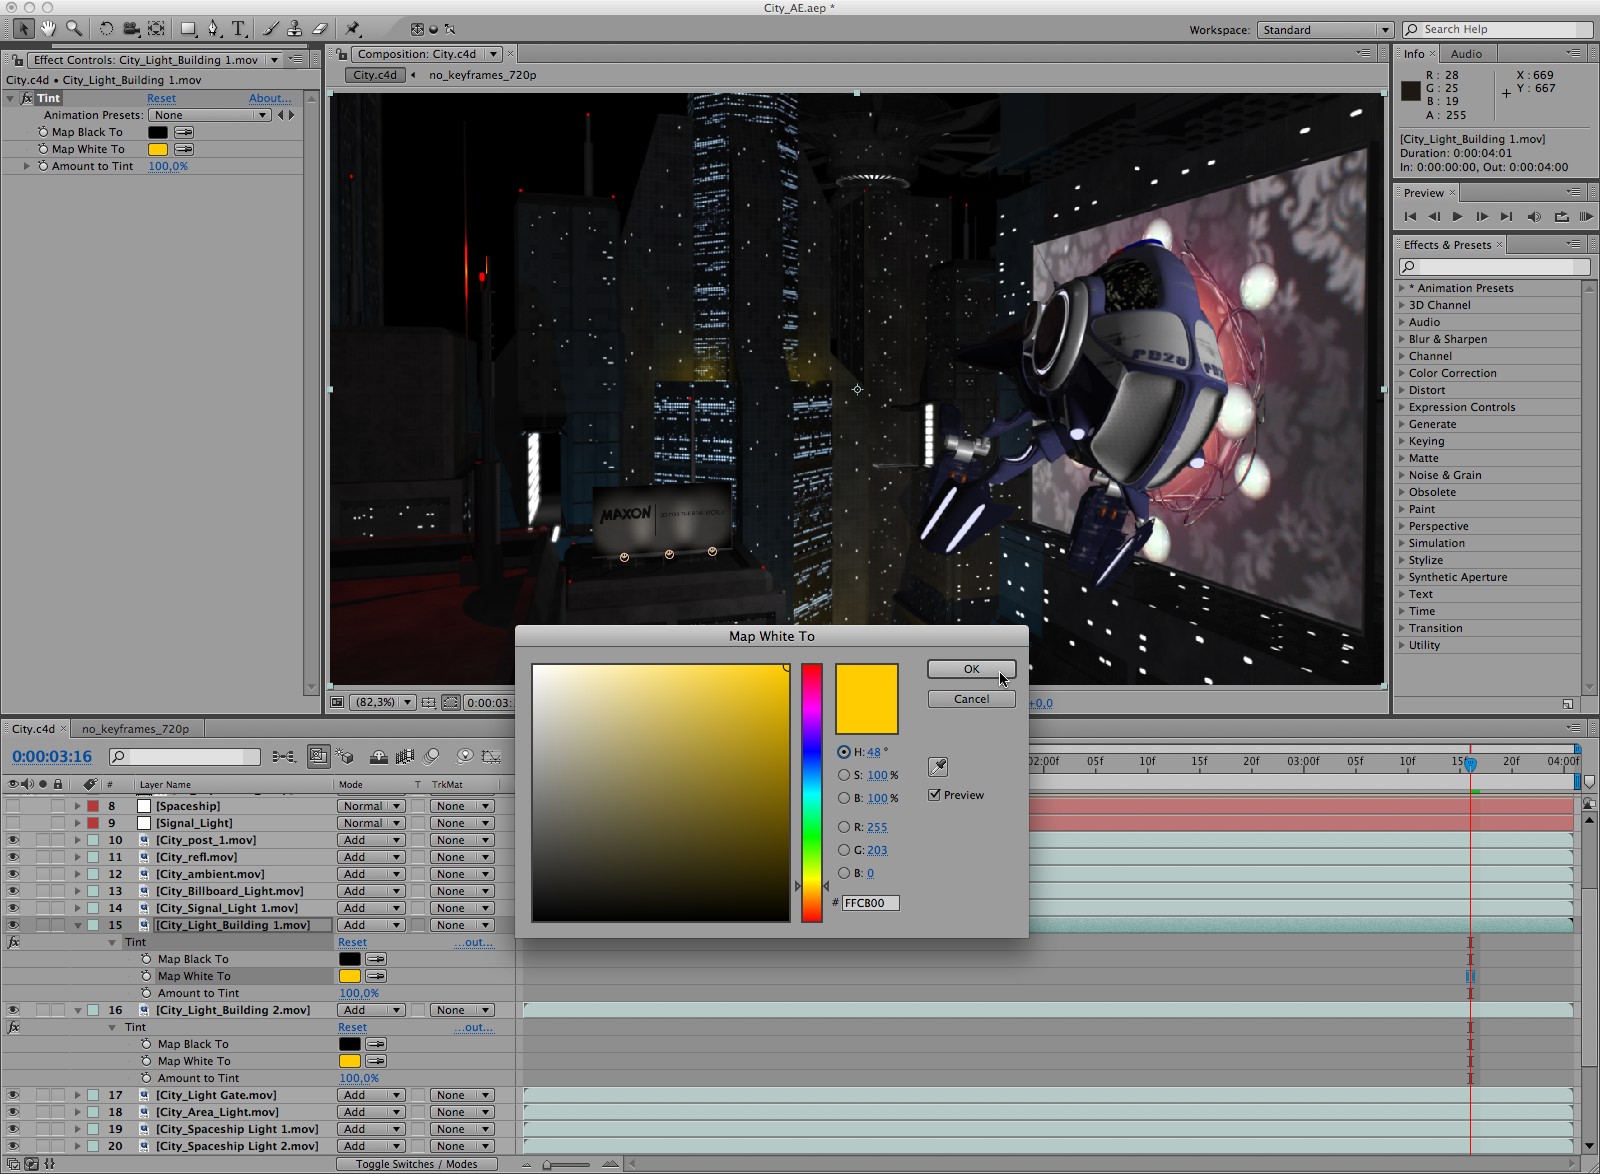 City_AE.aep *
Workspace: Standard
Search Help
Effect Controls: City_Light_Building 1.mov
City.c4d • City_Light_Building 1.mov
fx Tint Reset About...
Animation Presets: None
Map Black To
Map White To
Amount to Tint 100,0%
Composition: City.c4d
City.c4d no_keyframes_720p
PD26
MAXON
(82,3%) 0:00:03:
+0,0
Info Audio
R : 28 X : 669
G : 25 Y : 667
B : 19
A : 255
[City_Light_Building 1.mov]
Duration: 0:00:04:01
In: 0:00:00:00, Out: 0:00:04:00
Preview
Effects & Presets
* Animation Presets
3D Channel
Audio
Blur & Sharpen
Channel
Color Correction
Distort
Expression Controls
Generate
Keying
Matte
Noise & Grain
Obsolete
Paint
Perspective
Simulation
Stylize
Synthetic Aperture
Text
Time
Transition
Utility
Map White To
OK
Cancel
H: 48 °
S: 100 %
B: 100 %
Preview
R: 255
G: 203
B: 0
# FFCB00
City.c4d no_keyframes_720p
0:00:03:16
02:00f 05f 10f 15f 20f 03:00f 05f 10f 15f 20f 04:00f
# Layer Name Mode T TrkMat
8 [Spaceship] Normal None
9 [Signal_Light] Normal None
10 [City_post_1.mov] Add None
11 [City_refl.mov] Add None
12 [City_ambient.mov] Add None
13 [City_Billboard_Light.mov] Add None
14 [City_Signal_Light 1.mov] Add None
15 [City_Light_Building 1.mov] Add None
fx Tint Reset ...out...
Map Black To
Map White To
Amount to Tint 100,0%
16 [City_Light_Building 2.mov] Add None
fx Tint Reset ...out...
Map Black To
Map White To
Amount to Tint 100,0%
17 [City_Light Gate.mov] Add None
18 [City_Area_Light.mov] Add None
19 [City_Spaceship Light 1.mov] Add None
20 [City_Spaceship Light 2.mov] Add None
Toggle Switches / Modes